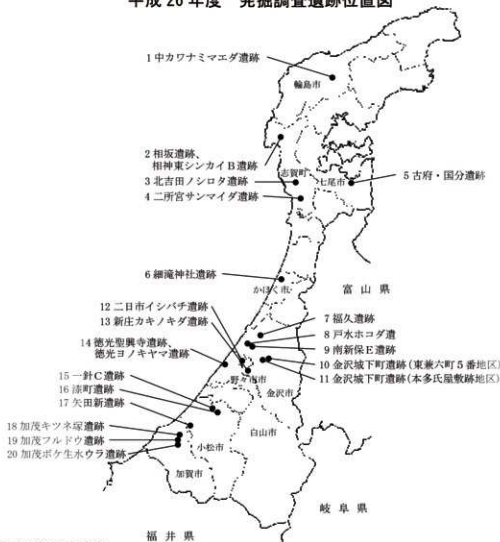 平成26年度 発掘調査遺跡位置図
1 中カワナミマエダ遺跡
輪島市
2 相坂遺跡、
相神東シンカイB遺跡
志賀町
3 北吉田ノシロタ遺跡
七尾市
5 古府・国分遺跡
4 二所宮サンマイダ遺跡
6 細滝神社遺跡
かほく市
富山県
12 二日市イシバチ遺跡
13 新庄カキノキダ遺跡
7 福久遺跡
14 徳光聖興寺遺跡、
徳光ヨノキヤマ遺跡
8 戸水ホコダ遺
9 南新保E遺跡
10 金沢城下町遺跡(東兼六町5番地区)
15 一針C遺跡
野々市市
11 金沢城下町遺跡(本多氏屋敷跡地区)
16 漆町遺跡
金沢市
17 矢田新遺跡
18 加茂キツネ塚遺跡
白山市
19 加茂フルドウ遺跡
小松市
20 加茂ボケ生水ウラ遺跡
加賀市
岐阜県
福井県